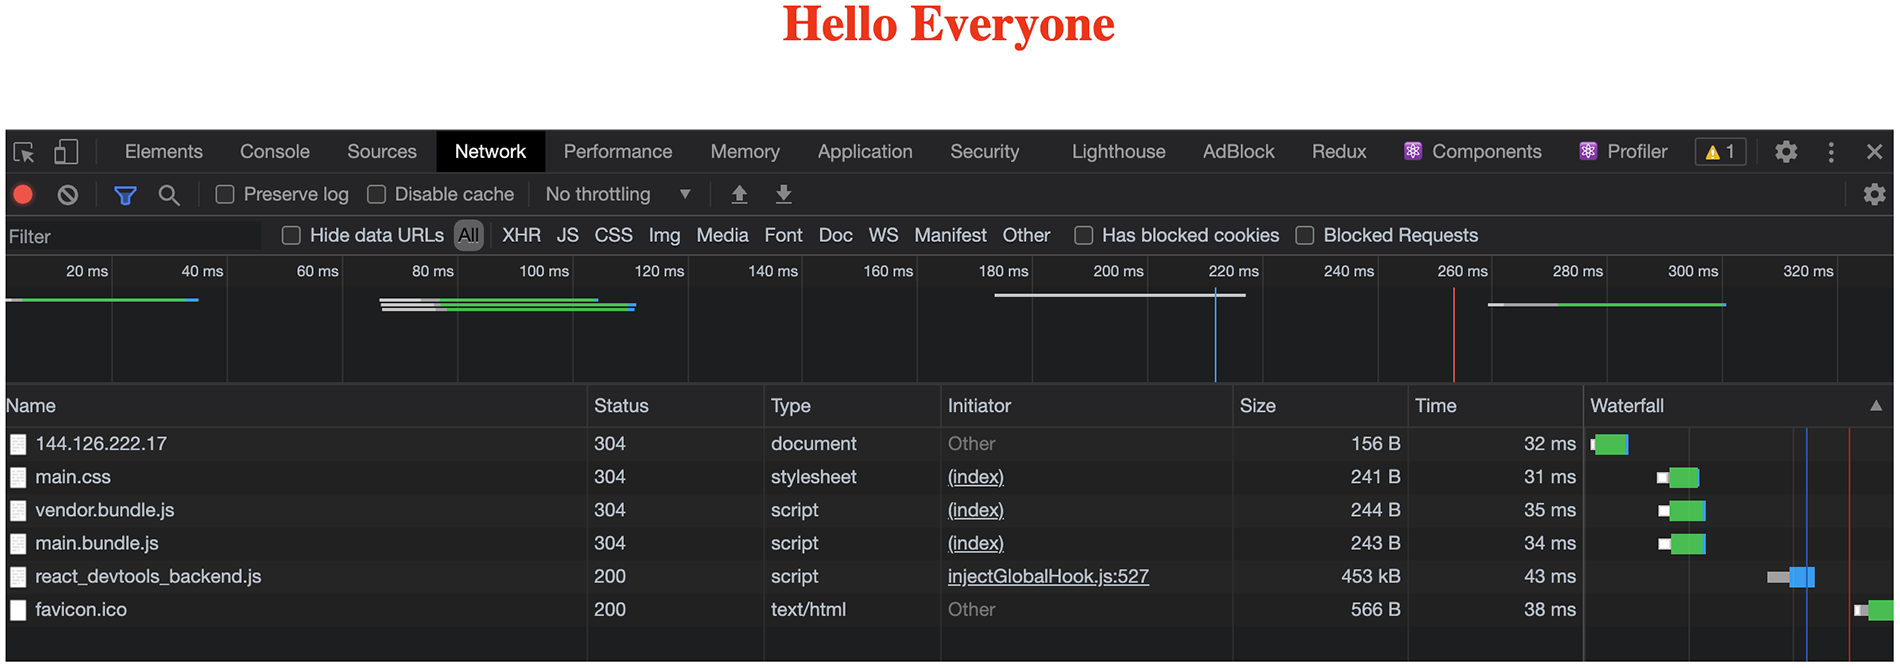 Hello Everyone
Elements Console Sources Network Performance Memory Application Security Lighthouse AdBlock Redux Components Profiler 1
Preserve log Disable cache No throttling
Filter Hide data URLs All XHR JS CSS Img Media Font Doc WS Manifest Other Has blocked cookies Blocked Requests
20 ms 40 ms 60 ms 80 ms 100 ms 120 ms 140 ms 160 ms 180 ms 200 ms 220 ms 240 ms 260 ms 280 ms 300 ms 320 ms
Name Status Type Initiator Size Time Waterfall
144.126.222.17 304 document Other 156 B 32 ms
main.css 304 stylesheet (index) 241 B 31 ms
vendor.bundle.js 304 script (index) 244 B 35 ms
main.bundle.js 304 script (index) 243 B 34 ms
react_devtools_backend.js 200 script injectGlobalHook.js:527 453 kB 43 ms
favicon.ico 200 text/html Other 566 B 38 ms